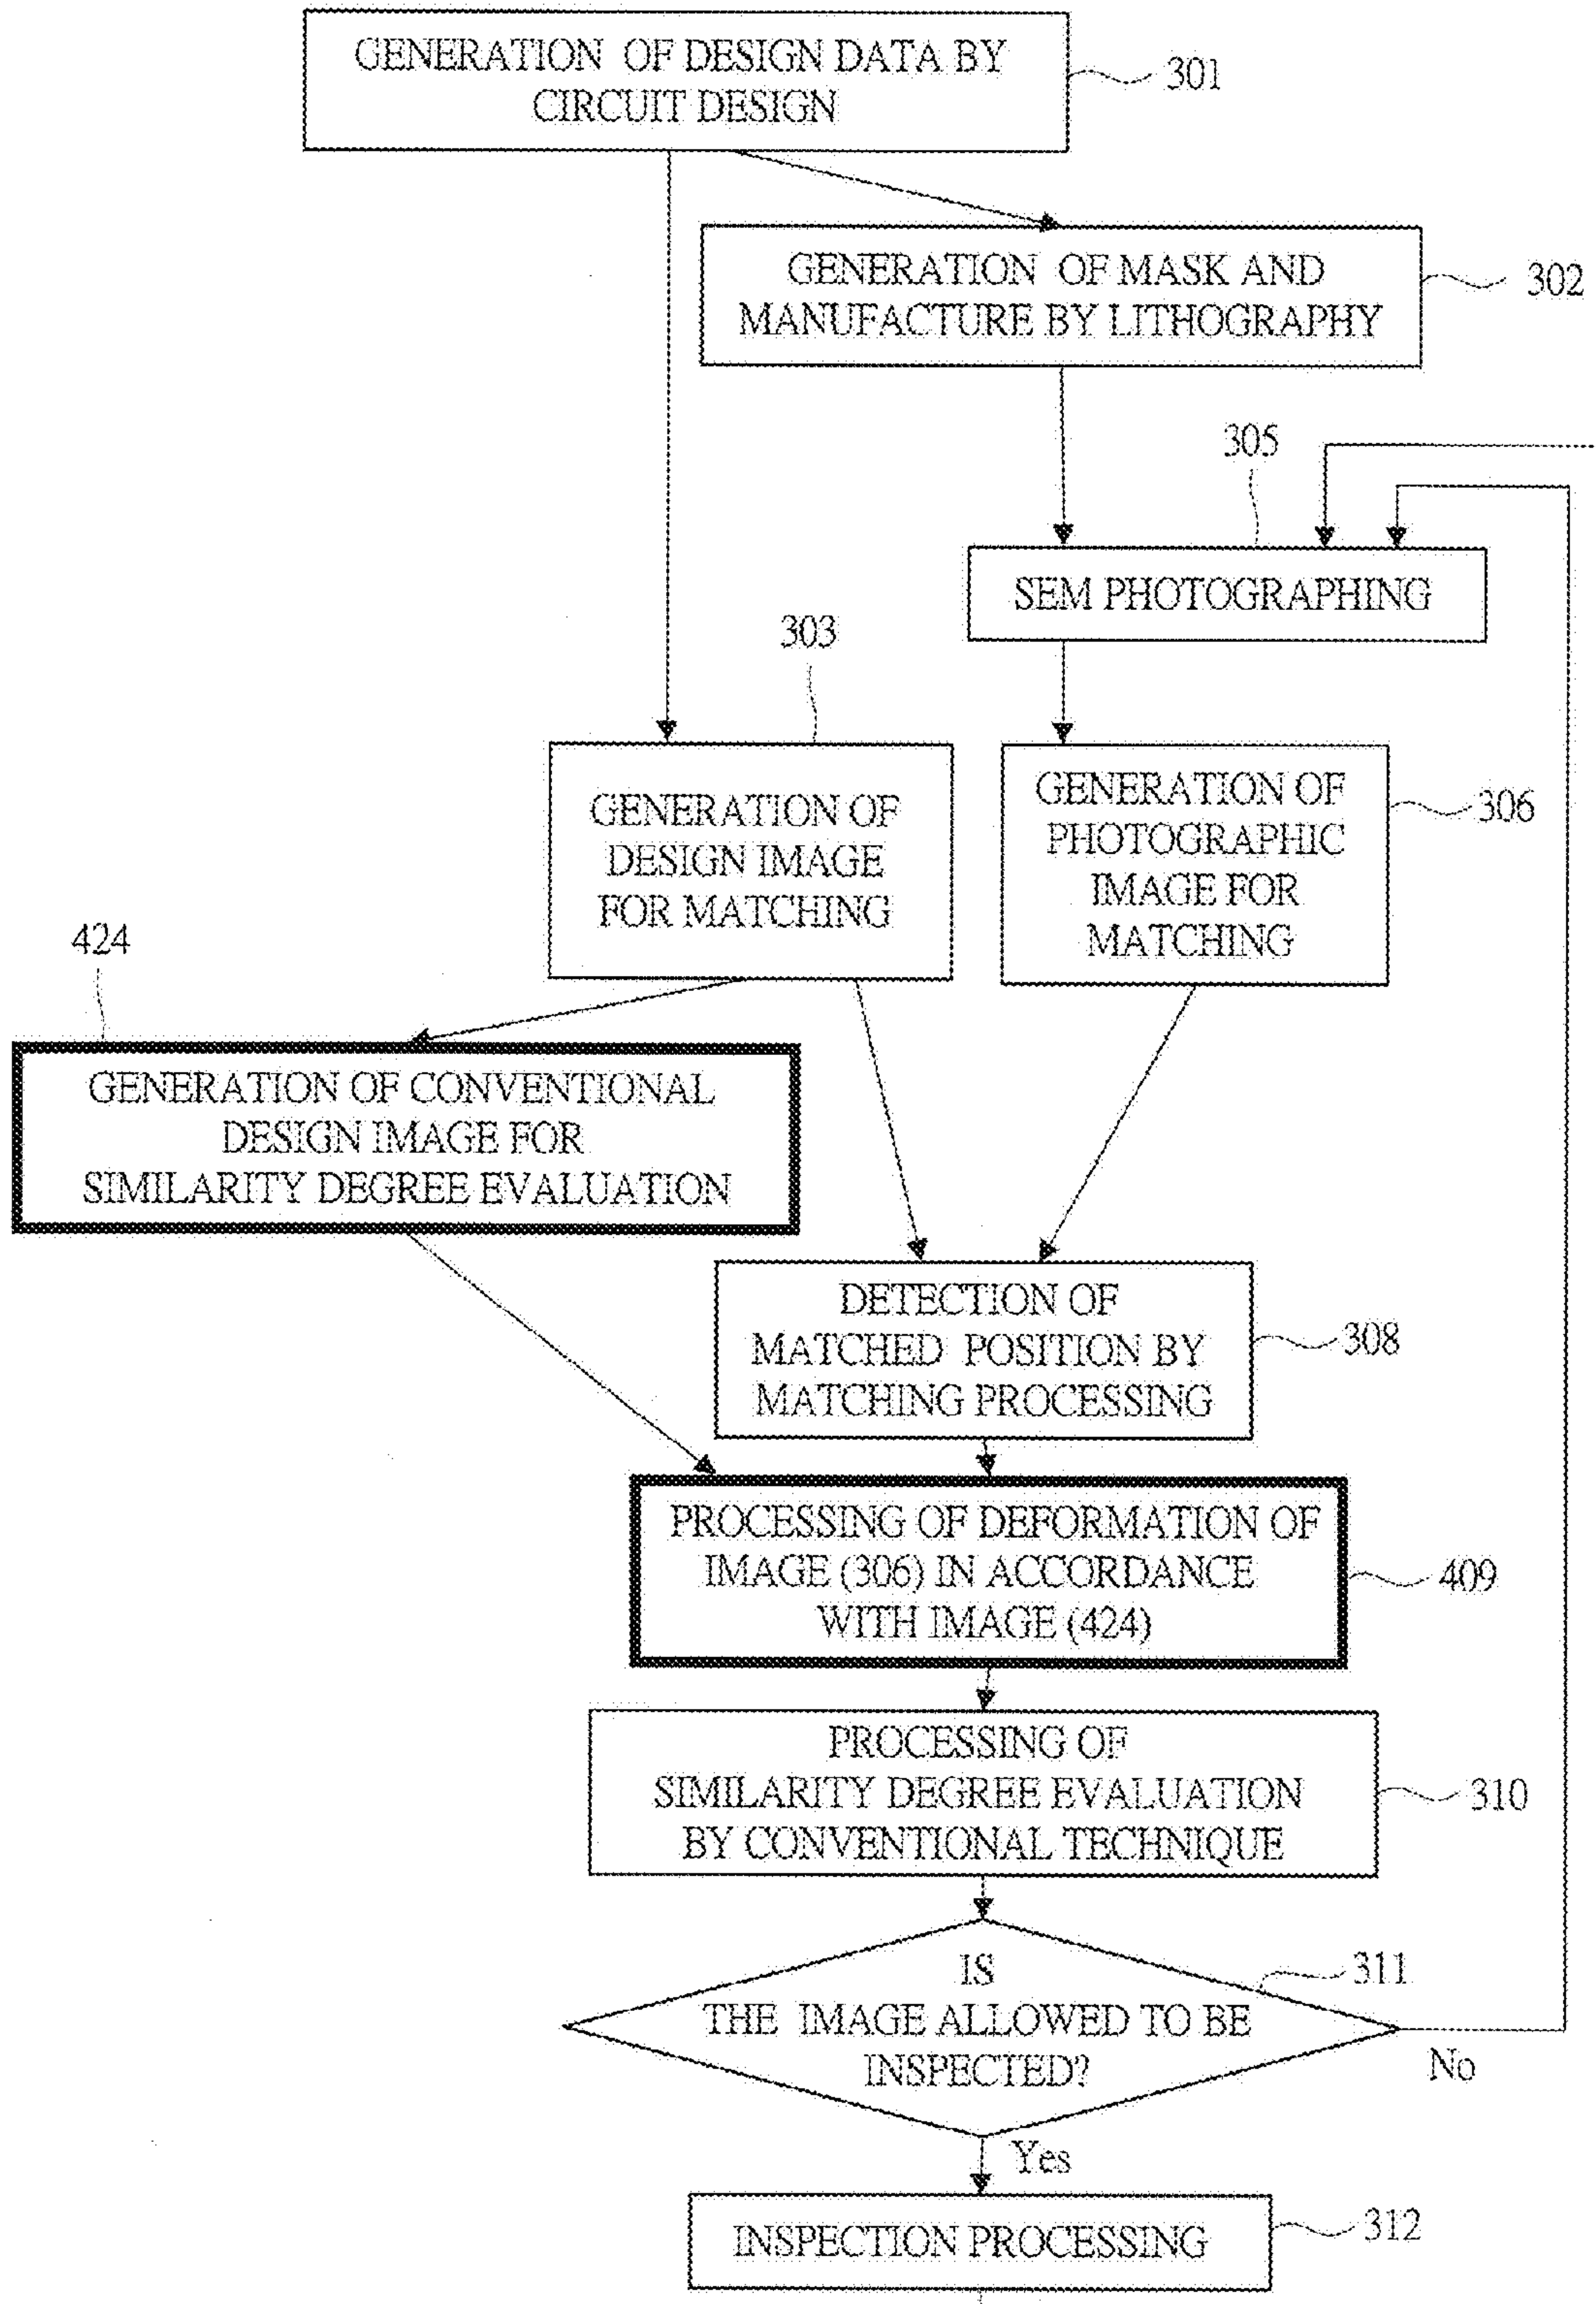 GENERATION OF DESIGN DATA BY
CIRCUIT DESIGN
301
GENERATION OF MASK AND
MANUFACTURE BY LITHOGRAPHY
302
305
SEM PHOTOGRAPHING
303
GENERATION OF
DESIGN IMAGE
FOR MATCHING
GENERATION OF
PHOTOGRAPHIC
IMAGE FOR
MATCHING
306
424
GENERATION OF CONVENTIONAL
DESIGN IMAGE FOR
SIMILARITY DEGREE EVALUATION
DETECTION OF
MATCHED POSITION BY
MATCHING PROCESSING
308
PROCESSING OF DEFORMATION OF
IMAGE (306) IN ACCORDANCE
WITH IMAGE (424)
409
PROCESSING OF
SIMILARITY DEGREE EVALUATION
BY CONVENTIONAL TECHNIQUE
310
IS
THE IMAGE ALLOWED TO BE
INSPECTED?
311
No
Yes
INSPECTION PROCESSING
312